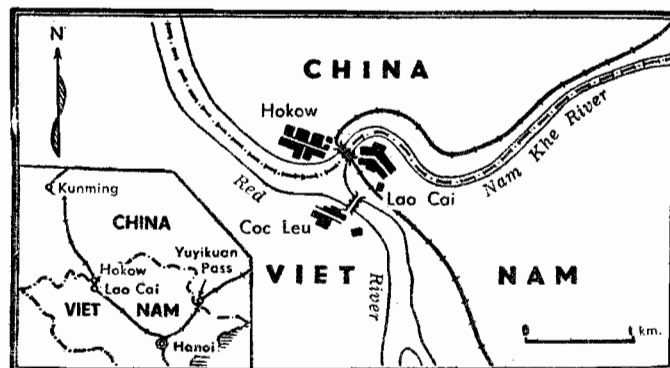 N
CHINA
Hokow
Nam Khe River
Red
Lao Cai
Coc Leu
VIET NAM
River
km.
Kunming
CHINA
Yuyikuan
Pass
Hokow
Lao Cai
VIET NAM
Hanoi